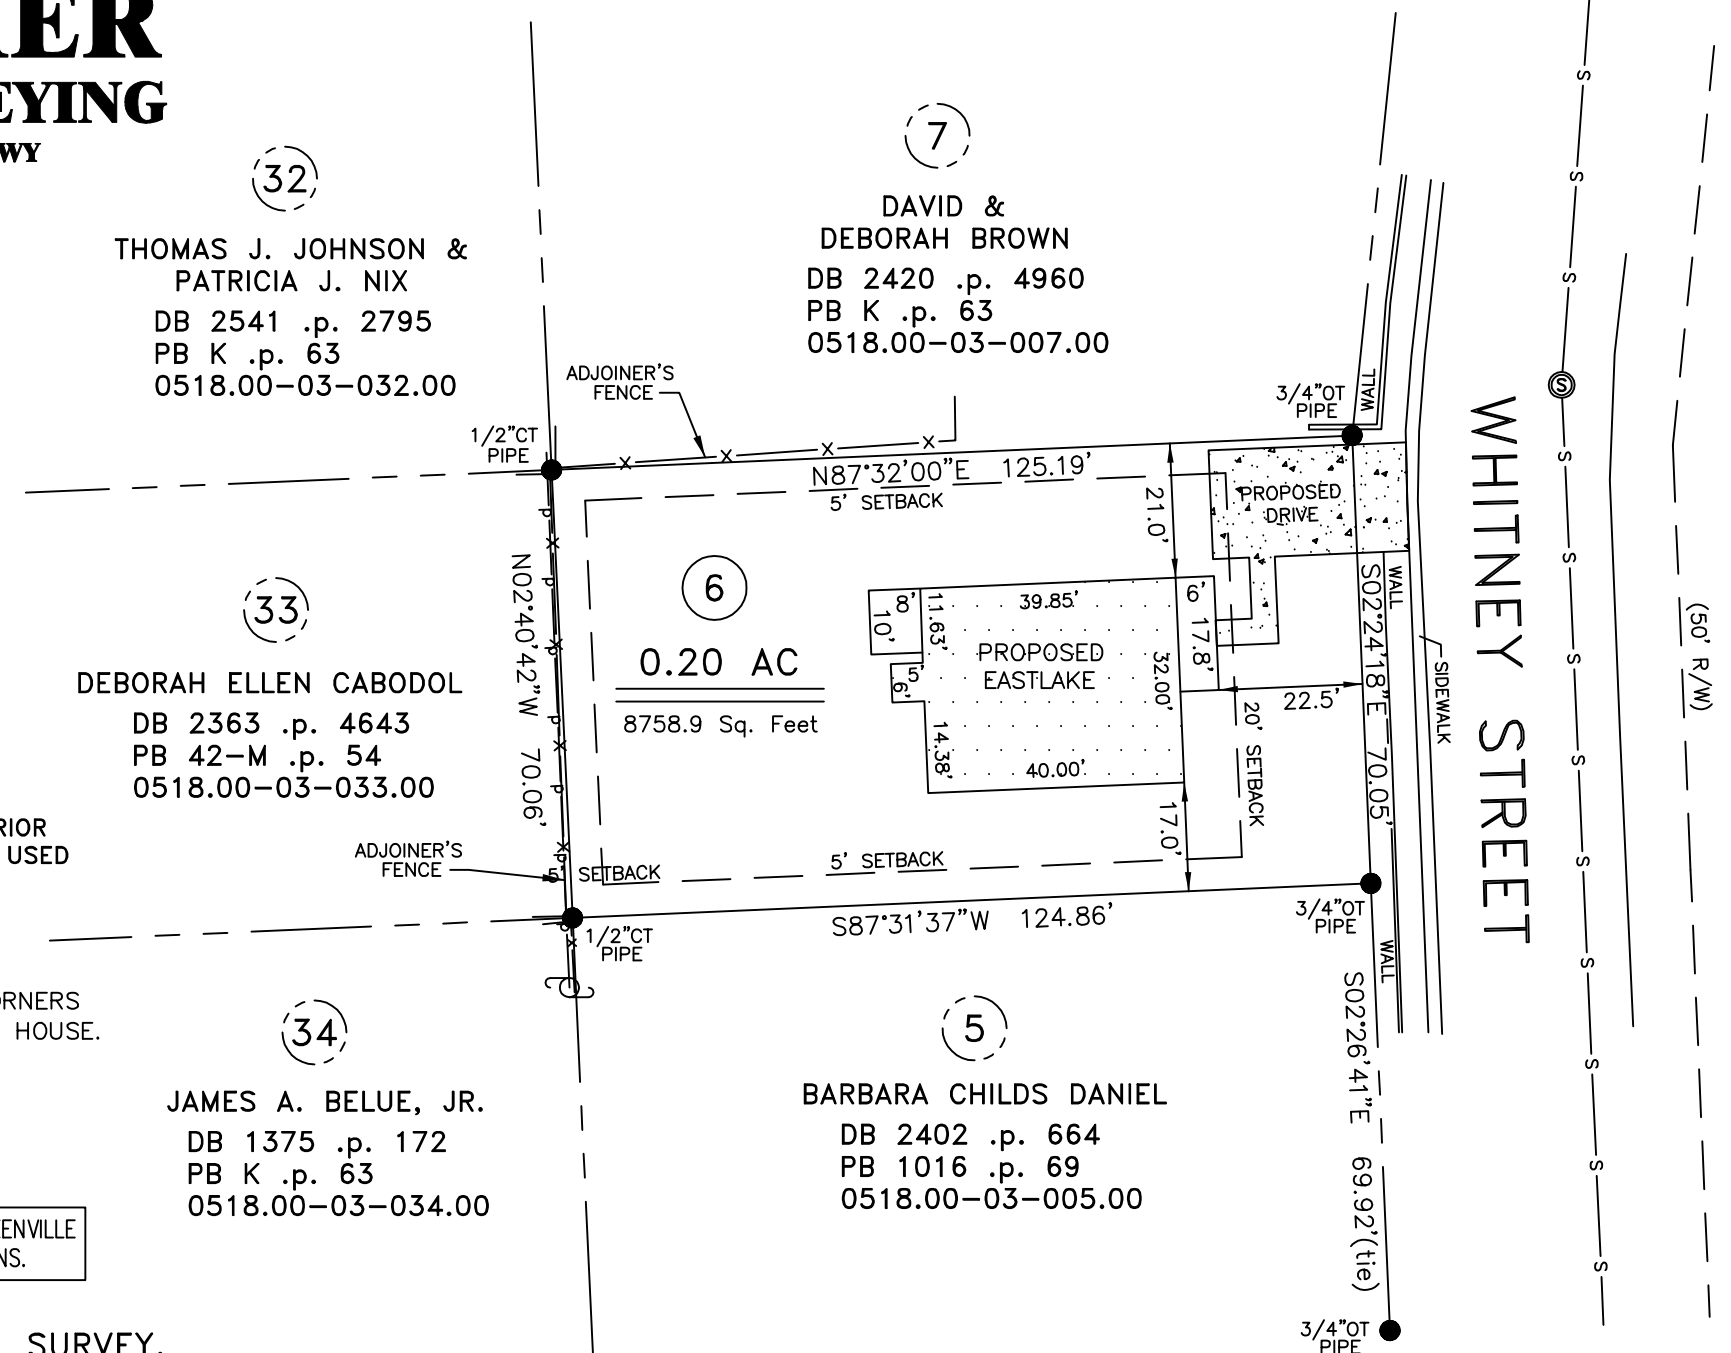 EYING
WY
32
THOMAS J. JOHNSON &
PATRICIA J. NIX
DB 2541 .p. 2795
PB K .p. 63
0518.00-03-032.00
7
DAVID &
DEBORAH BROWN
DB 2420 .p. 4960
PB K .p. 63
0518.00-03-007.00
ADJOINER'S
FENCE
1/2"CT
PIPE
3/4"OT
PIPE
WALL
N87°32'00"E 125.19'
5' SETBACK
21.0'
PROPOSED
DRIVE
WHITNEY STREET
(50' R/W)
S
33
DEBORAH ELLEN CABODOL
DB 2363 .p. 4643
PB 42-M .p. 54
0518.00-03-033.00
N02°40'42"W 70.06'
6
0.20 AC
8758.9 Sq. Feet
8'
10'
11.63'
39.85'
6'
17.8'
PROPOSED
EASTLAKE
5'
6'
32.00'
14.38'
40.00'
22.5'
20' SETBACK
17.0'
WALL
S02°24'18"E 70.05'
SIDEWALK
RIOR
USED
ADJOINER'S
FENCE
5' SETBACK
5' SETBACK
S87°31'37"W 124.86'
1/2"CT
PIPE
3/4"OT
PIPE
WALL
ORNERS
HOUSE.
34
JAMES A. BELUE, JR.
DB 1375 .p. 172
PB K .p. 63
0518.00-03-034.00
5
BARBARA CHILDS DANIEL
DB 2402 .p. 664
PB 1016 .p. 69
0518.00-03-005.00
S02°26'41"E 69.92'(tie)
ENVILLE
NS.
3/4"OT
PIPE
SURVEY.